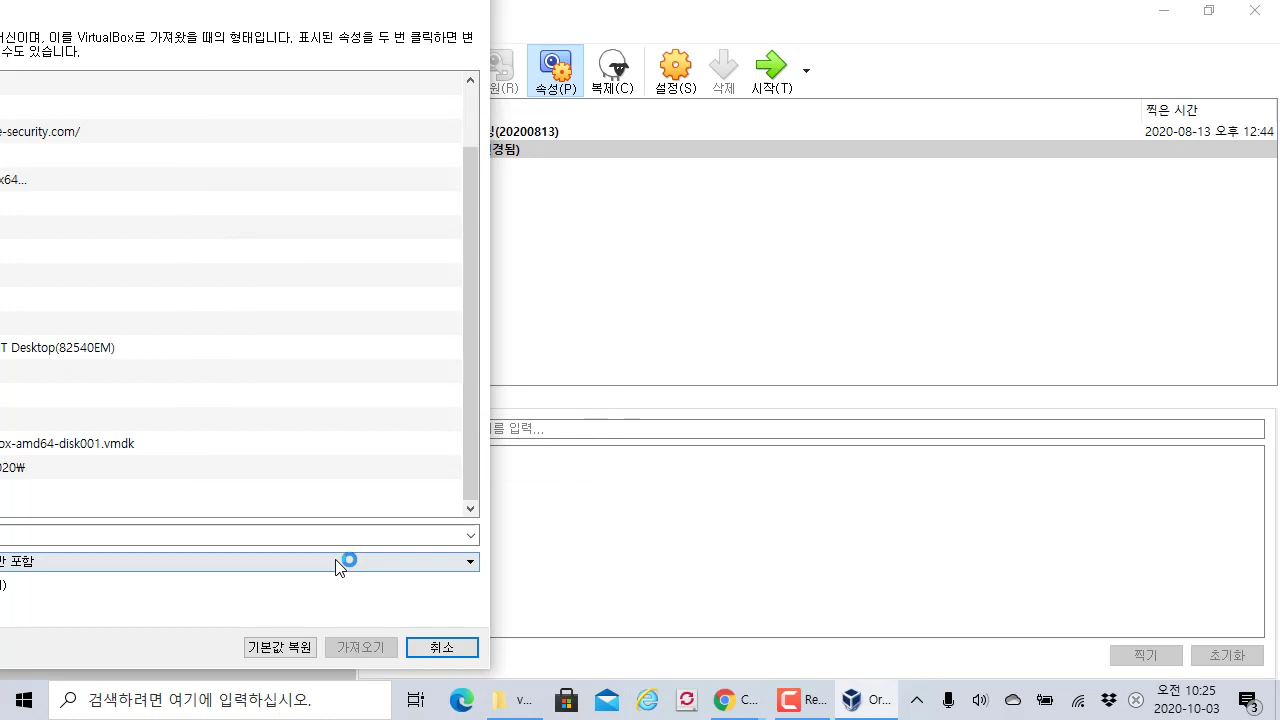 서신이며, 이를 VirtualBox로 가져왔을 때의 형태입니다. 표시된 속성을 두 번 클릭하면 변
수도 있습니다.
원(R)
속성(P)
복제(C)
설정(S)
삭제
시작(T)
찍은 시간
(20200813)
2020-08-13 오후 12:44
경됨)
e-security.com/
x64...
T Desktop(82540EM)
름 입력...
ox-amd64-disk001.vmdk
020₩
만 포함
기본값 복원
가져오기
취소
찍기
초기화
검색하려면 여기에 입력하십시오.
v...
C...
Re...
Or...
오전 10:25
2020-10-03
3